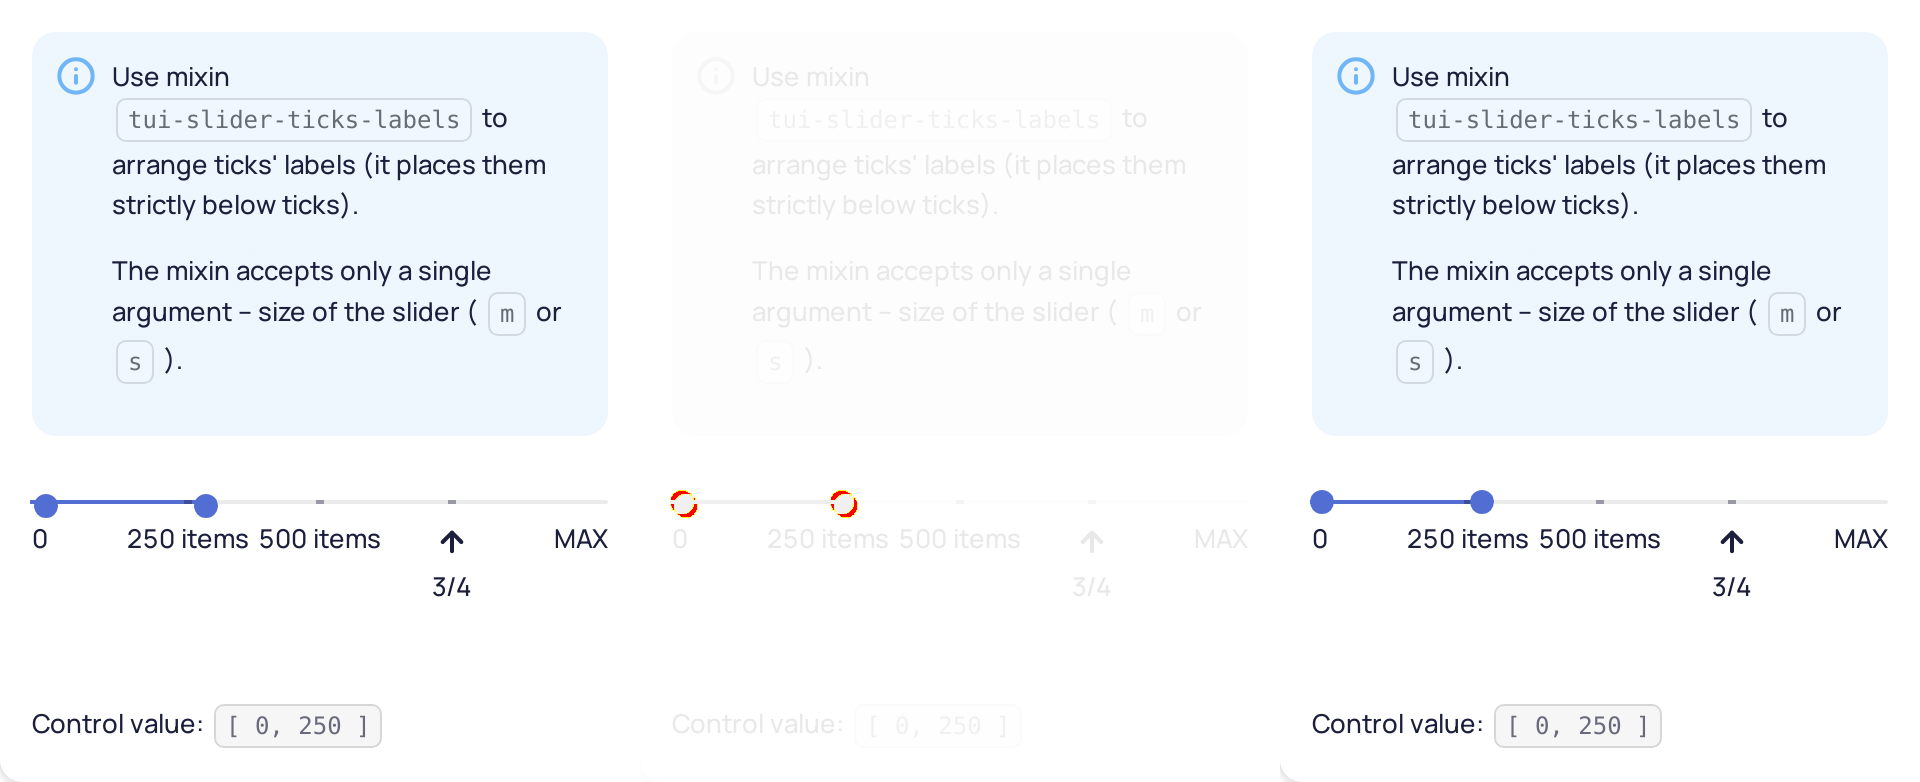 Use mixin
tui-slider-ticks-labels to
arrange ticks' labels (it places them
strictly below ticks).
The mixin accepts only a single
argument – size of the slider ( m or
s ).
0 250 items 500 items MAX
3/4
Control value: [ 0, 250 ]
Use mixin
tui-slider-ticks-labels to
arrange ticks' labels (it places them
strictly below ticks).
The mixin accepts only a single
argument – size of the slider ( m or
s ).
0 250 items 500 items MAX
3/4
Control value: [ 0, 250 ]
Use mixin
tui-slider-ticks-labels to
arrange ticks' labels (it places them
strictly below ticks).
The mixin accepts only a single
argument – size of the slider ( m or
s ).
0 250 items 500 items MAX
3/4
Control value: [ 0, 250 ]